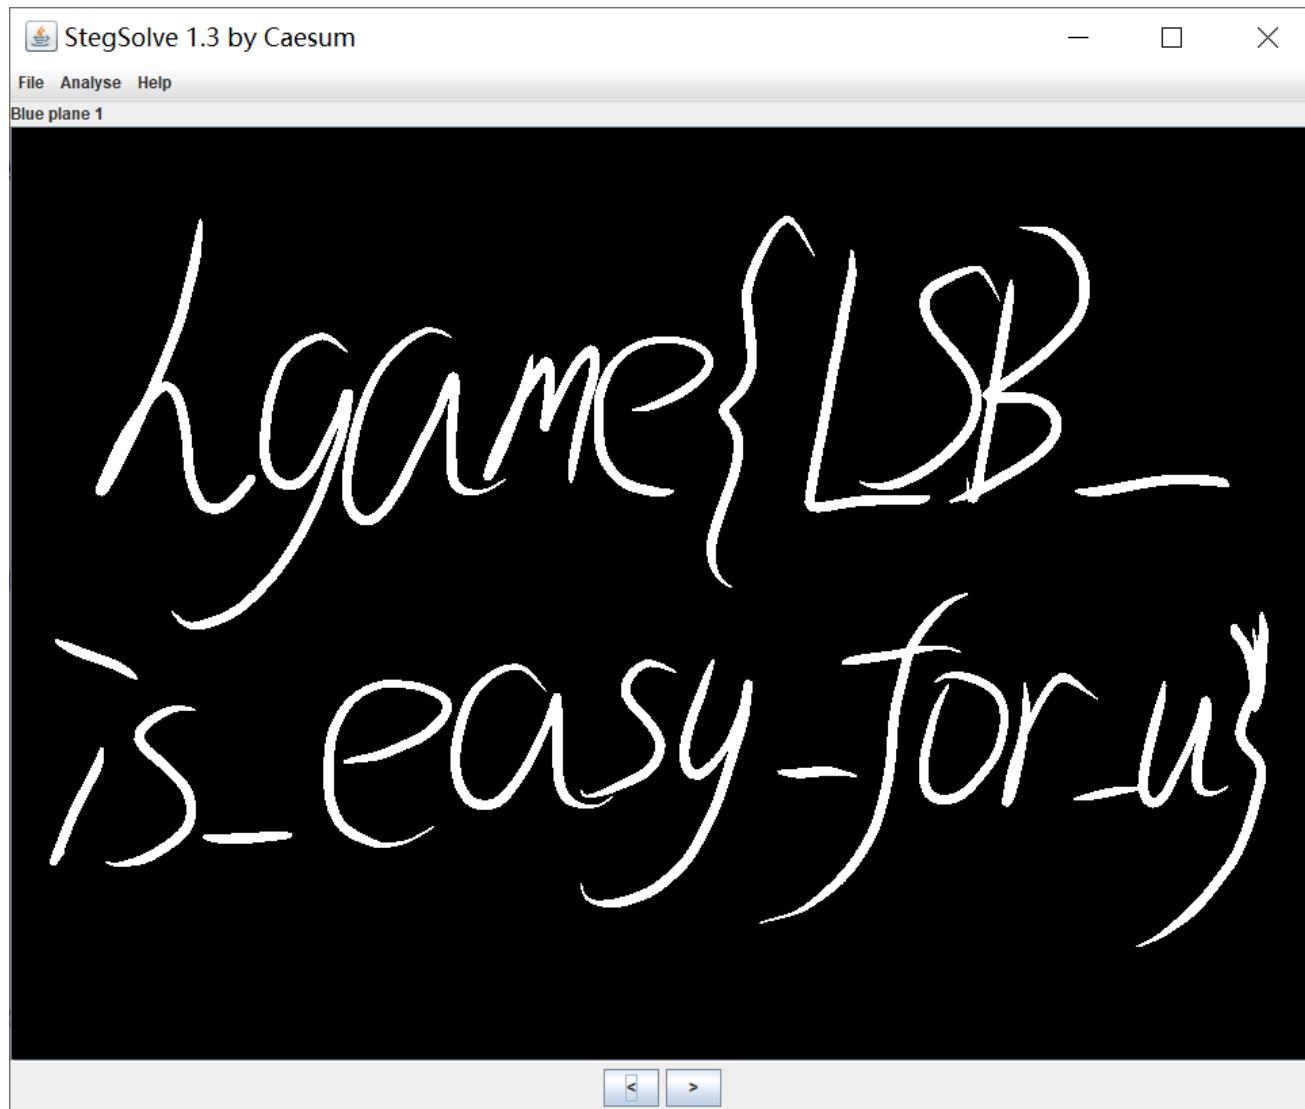 StegSolve 1.3 by Caesum
File Analyse Help
Blue plane 1
hgame{LSB_
is_easy_for_u}
< >